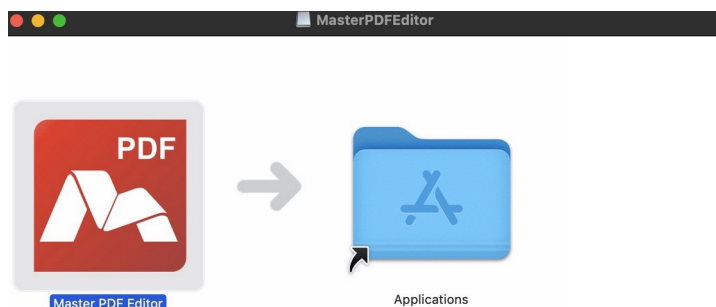 MasterPDFEditor
PDF
Master PDF Editor
Applications